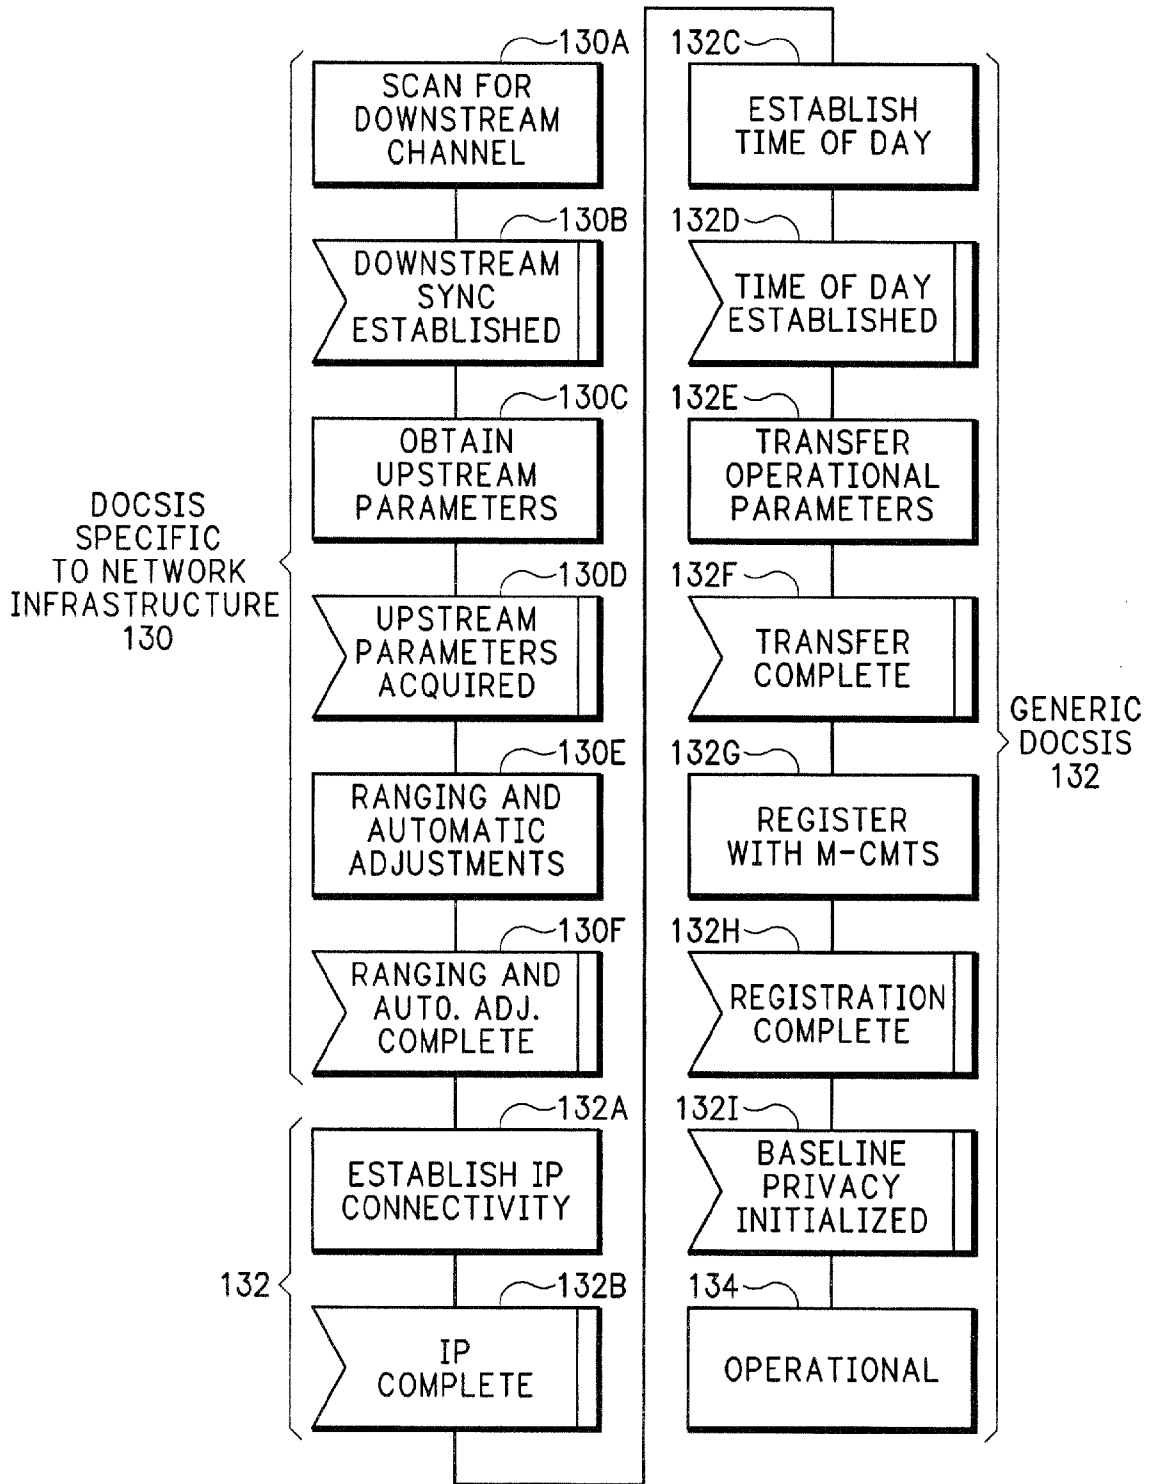 DOCSIS
SPECIFIC
TO NETWORK
INFRASTRUCTURE
130
130A
SCAN FOR
DOWNSTREAM
CHANNEL
130B
DOWNSTREAM
SYNC
ESTABLISHED
130C
OBTAIN
UPSTREAM
PARAMETERS
130D
UPSTREAM
PARAMETERS
ACQUIRED
130E
RANGING AND
AUTOMATIC
ADJUSTMENTS
130F
RANGING AND
AUTO. ADJ.
COMPLETE
132
132A
ESTABLISH IP
CONNECTIVITY
132B
IP
COMPLETE
132C
ESTABLISH
TIME OF DAY
132D
TIME OF DAY
ESTABLISHED
132E
TRANSFER
OPERATIONAL
PARAMETERS
132F
TRANSFER
COMPLETE
132G
REGISTER
WITH M-CMTS
132H
REGISTRATION
COMPLETE
132I
BASELINE
PRIVACY
INITIALIZED
134
OPERATIONAL
GENERIC
DOCSIS
132